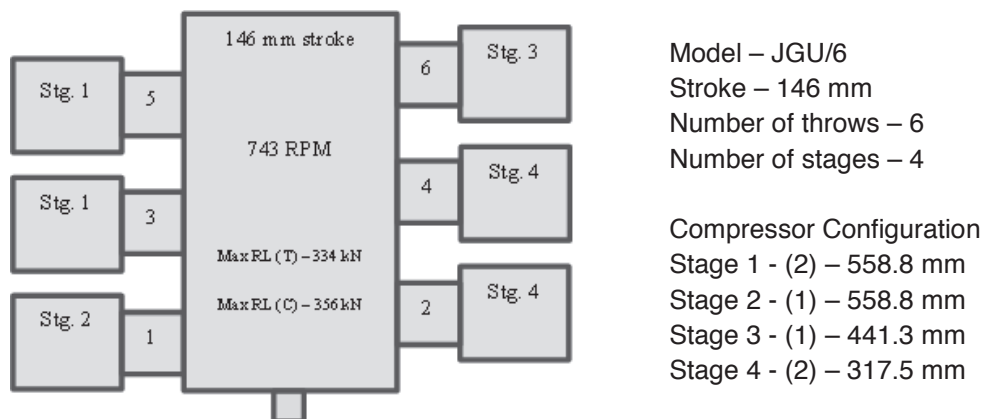 146 mm stroke
Stg. 1
5
6
Stg. 3
743 RPM
Stg. 1
3
4
Stg. 4
Max RL (T) – 334 kN
Max RL (C) – 356 kN
Stg. 2
1
2
Stg. 4
Model – JGU/6
Stroke – 146 mm
Number of throws – 6
Number of stages – 4
Compressor Configuration
Stage 1 - (2) – 558.8 mm
Stage 2 - (1) – 558.8 mm
Stage 3 - (1) – 441.3 mm
Stage 4 - (2) – 317.5 mm